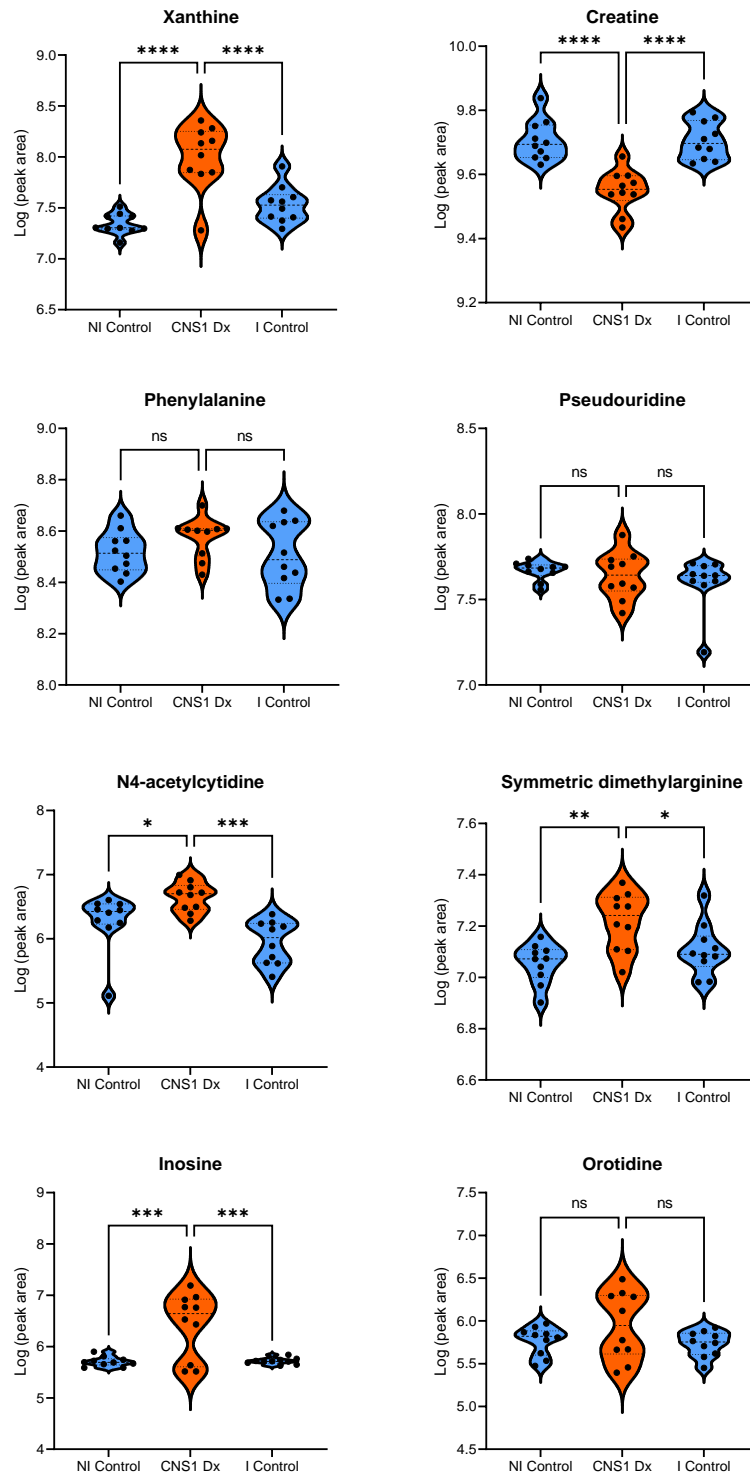 Xanthine
**** ****
Log (peak area)
9.0
8.5
8.0
7.5
7.0
6.5
NI Control CNS1 Dx I Control
Creatine
**** ****
Log (peak area)
10.0
9.8
9.6
9.4
9.2
NI Control CNS1 Dx I Control
Phenylalanine
ns ns
Log (peak area)
9.0
8.8
8.6
8.4
8.2
8.0
NI Control CNS1 Dx I Control
Pseudouridine
ns ns
Log (peak area)
8.5
8.0
7.5
7.0
NI Control CNS1 Dx I Control
N4-acetylcytidine
* ***
Log (peak area)
8
7
6
5
4
NI Control CNS1 Dx I Control
Symmetric dimethylarginine
** *
Log (peak area)
7.6
7.4
7.2
7.0
6.8
6.6
NI Control CNS1 Dx I Control
Inosine
*** ***
Log (peak area)
9
8
7
6
5
4
NI Control CNS1 Dx I Control
Orotidine
ns ns
Log (peak area)
7.5
7.0
6.5
6.0
5.5
5.0
4.5
NI Control CNS1 Dx I Control